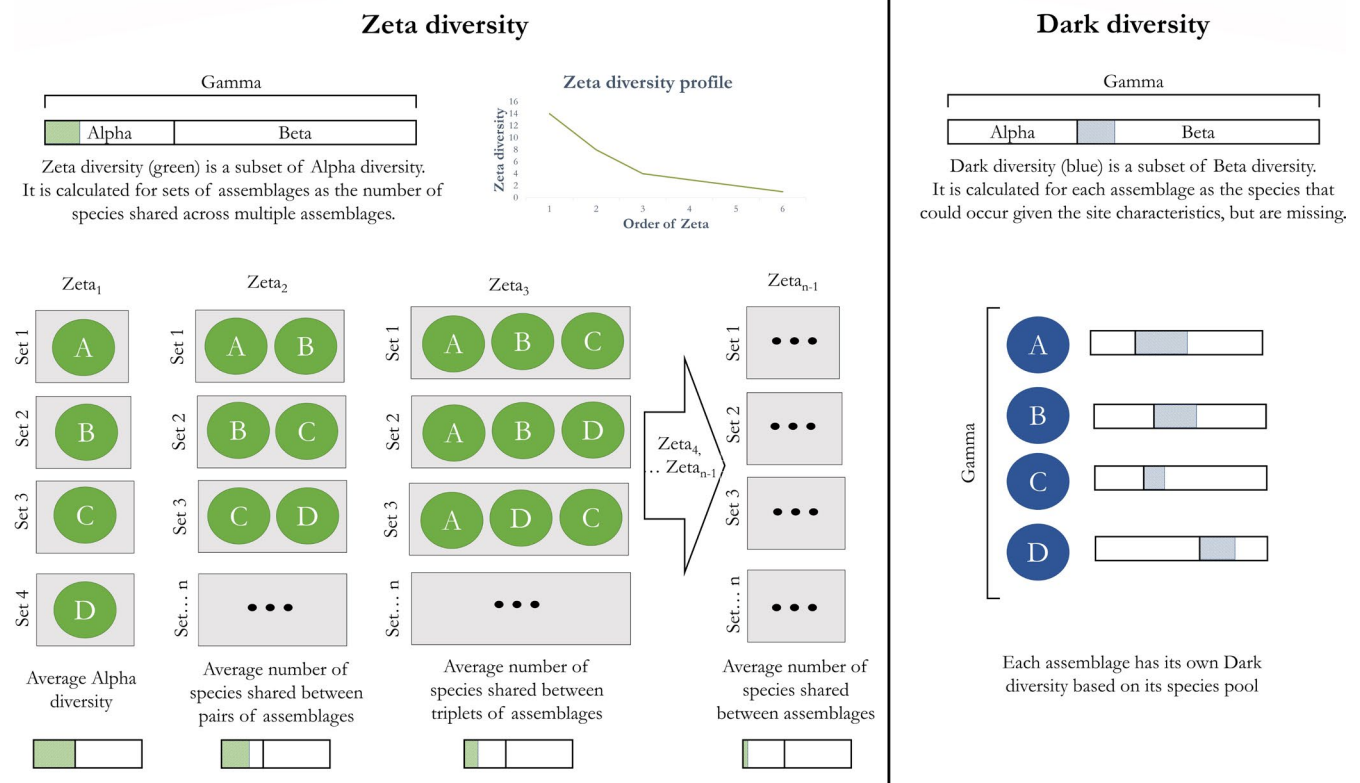 Zeta diversity
Gamma
Alpha
Beta
Zeta diversity (green) is a subset of Alpha diversity.
It is calculated for sets of assemblages as the number of
species shared across multiple assemblages.
Zeta diversity profile
Zeta diversity
16
14
12
10
8
6
4
2
0
1
2
3
4
5
6
Order of Zeta
Zeta₁
Set 1
A
Set 2
B
Set 3
C
Set 4
D
Average Alpha
diversity
Zeta₂
Set 1
A B
Set 2
B C
Set 3
C D
Set... n
•••
Average number of
species shared between
pairs of assemblages
Zeta₃
Set 1
A B C
Set 2
A B D
Set 3
A D C
Set... n
•••
Average number of
species shared between
triplets of assemblages
Zeta₄,
... Zetaₙ₋₁
Zetaₙ₋₁
Set 1
•••
Set 2
•••
Set 3
•••
Set... n
•••
Average number of
species shared
between assemblages
Dark diversity
Gamma
Alpha
Beta
Dark diversity (blue) is a subset of Beta diversity.
It is calculated for each assemblage as the species that
could occur given the site characteristics, but are missing.
Gamma
A
B
C
D
Each assemblage has its own Dark
diversity based on its species pool